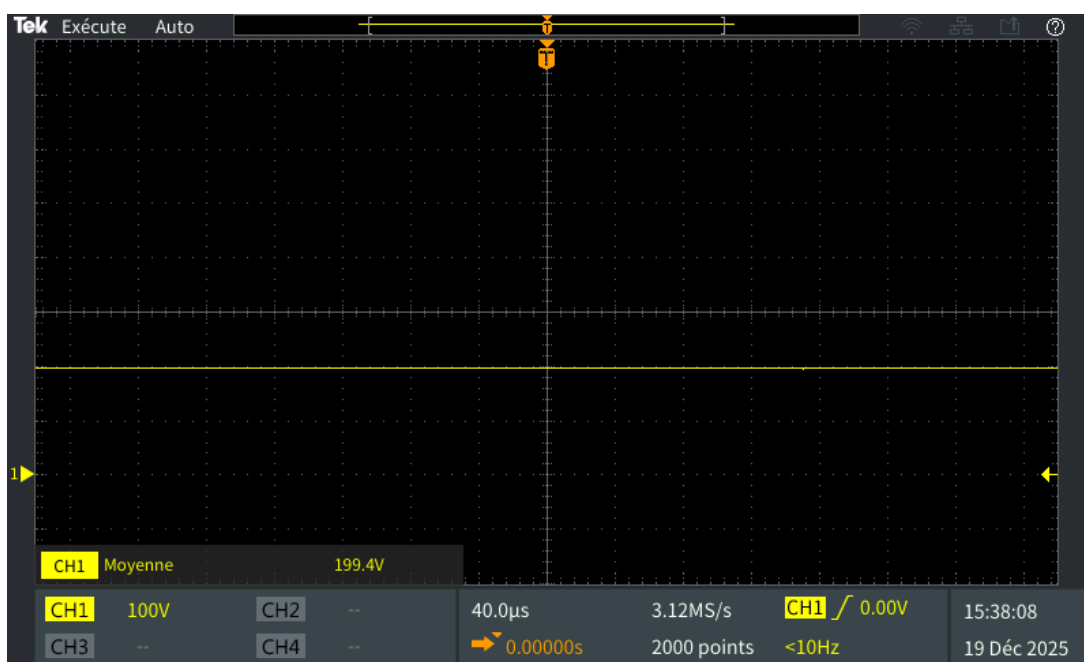 Tek Exécute Auto
T
T
1
CH1 Moyenne 199.4V
CH1 100V CH2 -- 40.0µs 3.12MS/s CH1 0.00V 15:38:08
CH3 -- CH4 -- 0.00000s 2000 points <10Hz 19 Déc 2025